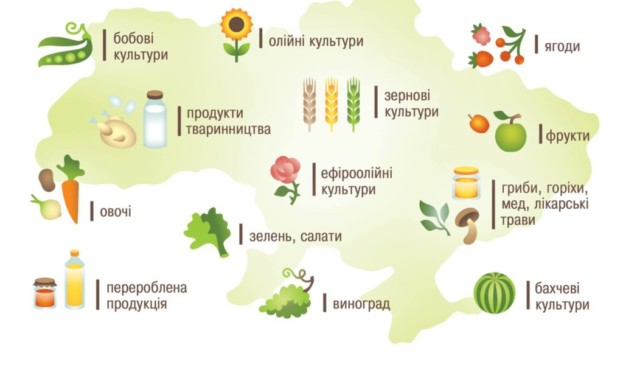 бобові
культури
олійні культури
ягоди
продукти
тваринництва
зернові
культури
фрукти
овочі
ефіроолійні
культури
гриби, горіхи,
мед, лікарські
трави
зелень, салати
перероблена
продукція
виноград
бахчеві
культури